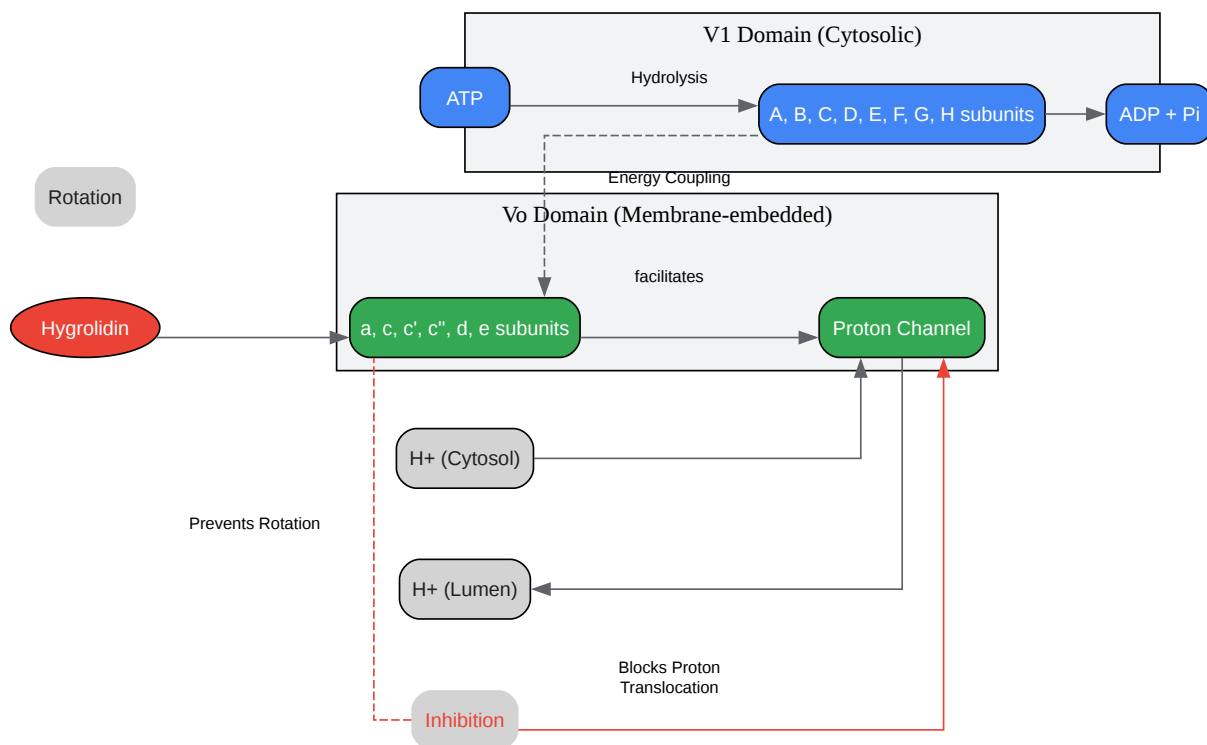 V1 Domain (Cytosolic)
Hydrolysis
ATP
A, B, C, D, E, F, G, H subunits
ADP + Pi
Energy Coupling
Rotation
Vo Domain (Membrane-embedded)
facilitates
Hygrolidin
a, c, c', c'', d, e subunits
Proton Channel
H+ (Cytosol)
Prevents Rotation
H+ (Lumen)
Blocks Proton
Translocation
Inhibition